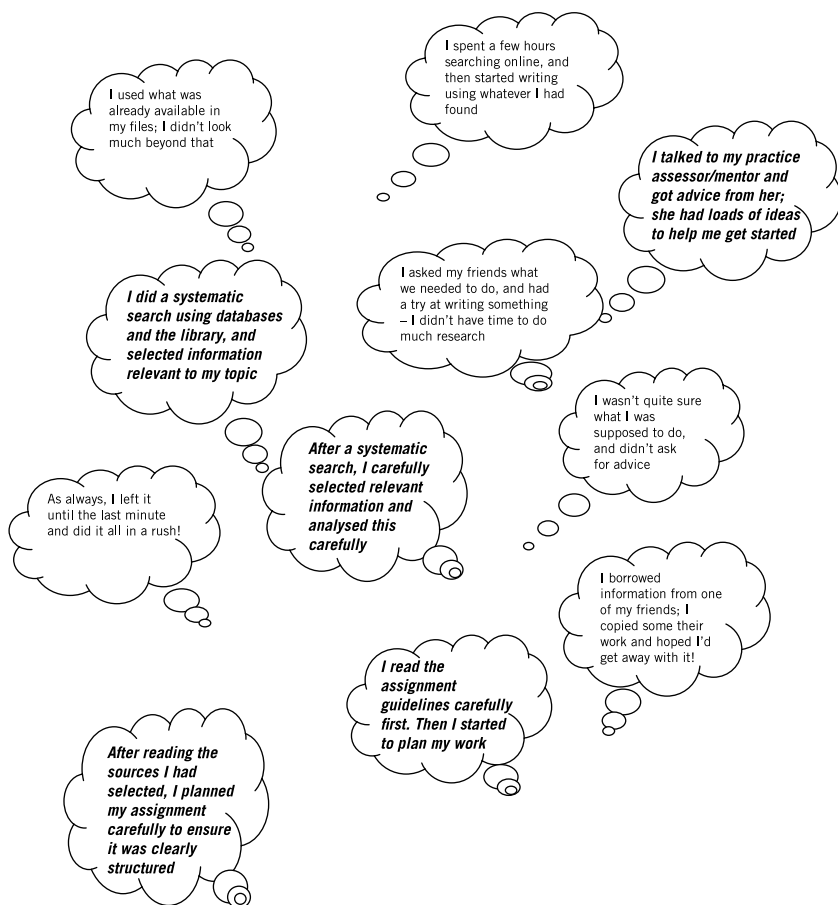 I spent a few hours
searching online, and
then started writing
using whatever I had
found
I used what was
already available in
my files; I didn't look
much beyond that
I talked to my practice
assessor/mentor and
got advice from her;
she had loads of ideas
to help me get started
I asked my friends what
we needed to do, and had
a try at writing something
– I didn't have time to do
much research
I did a systematic
search using databases
and the library, and
selected information
relevant to my topic
I wasn't quite sure
what I was
supposed to do,
and didn't ask
for advice
After a systematic
search, I carefully
selected relevant
information and
analysed this
carefully
As always, I left it
until the last minute
and did it all in a rush!
I borrowed
information from one
of my friends; I
copied some their
work and hoped I'd
get away with it!
I read the
assignment
guidelines carefully
first. Then I started
to plan my work
After reading the
sources I had
selected, I planned
my assignment
carefully to ensure
it was clearly
structured